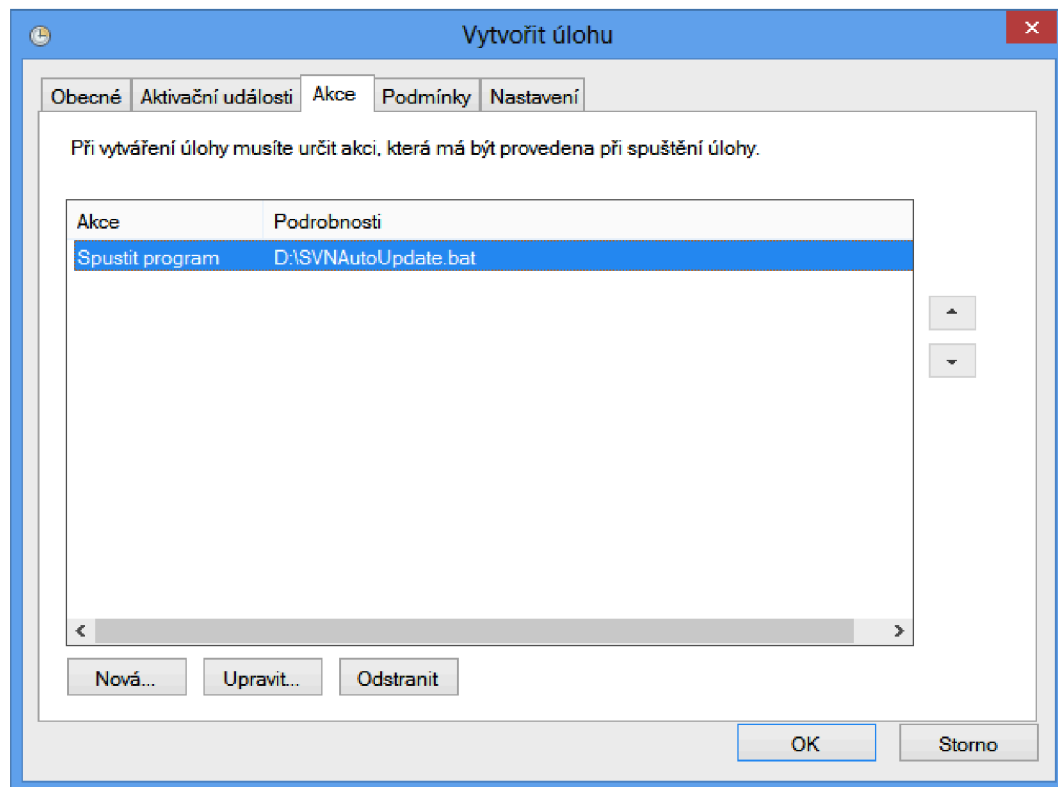 Vytvořit úlohu
Obecné Aktivační události Akce Podmínky Nastavení
Při vytváření úlohy musíte určit akci, která má být provedena při spuštění úlohy.
Akce Podrobnosti
Spustit program D:\SVNAutoUpdate.bat
Nová... Upravit... Odstranit
OK Storno